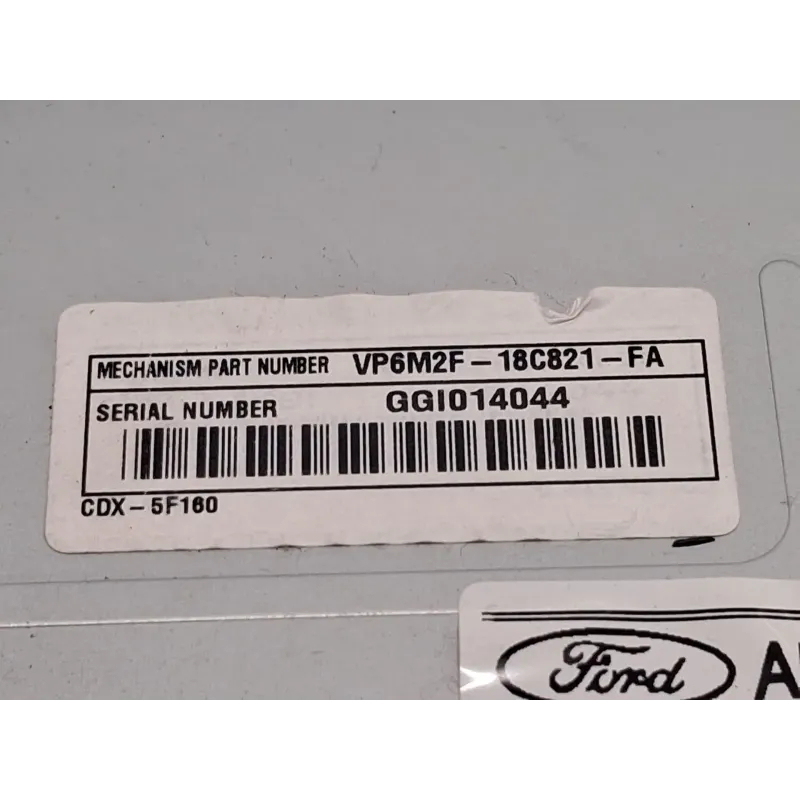 MECHANISM PART NUMBER VP6M2F-18C821-FA
SERIAL NUMBER GGI014044
CDX-5F160
Ford